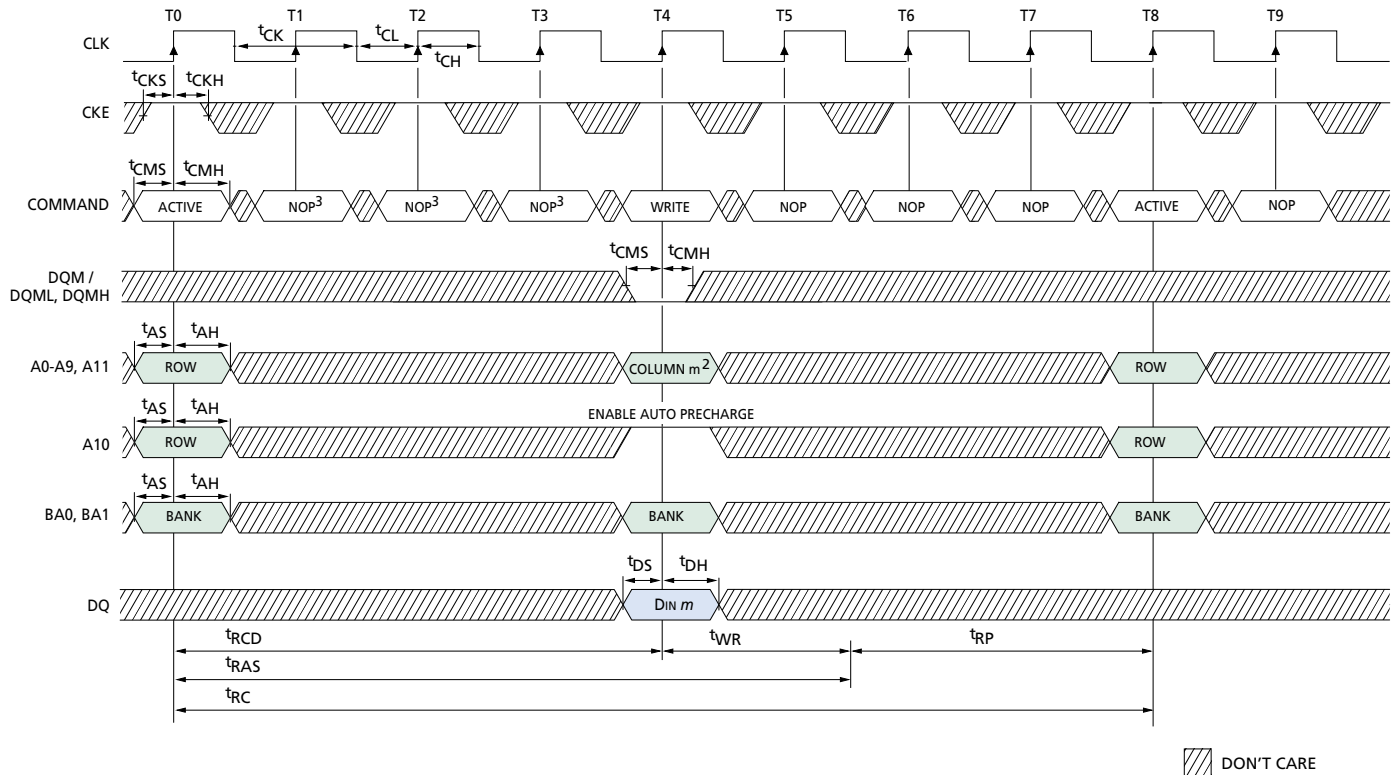 T0 T1 T2 T3 T4 T5 T6 T7 T8 T9
CLK
tCK tCL
tCH
tCKS tCKH
CKE
tCMS tCMH
COMMAND ACTIVE NOP3 NOP3 NOP3 WRITE NOP NOP NOP ACTIVE NOP
tCMS tCMH
DQM /
DQML, DQMH
tAS tAH
A0-A9, A11 ROW COLUMN m2 ROW
tAS tAH ENABLE AUTO PRECHARGE
A10 ROW ROW
tAS tAH
BA0, BA1 BANK BANK BANK
tDS tDH
DQ DIN m
tRCD tWR tRP
tRAS
tRC
DON'T CARE